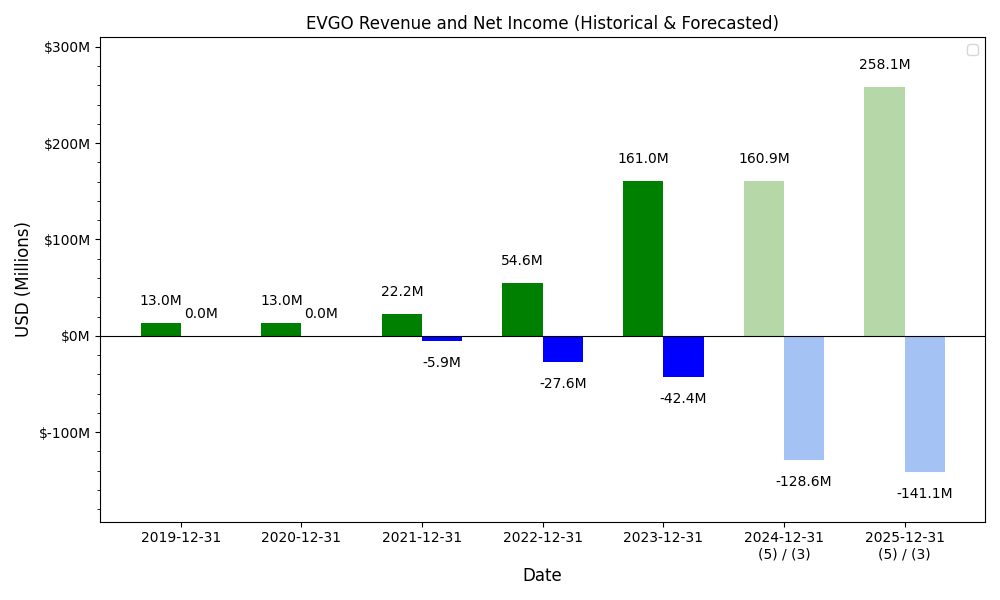 EVGO Revenue and Net Income (Historical & Forecasted)
$300M
$200M
$100M
$0M
$-100M
USD (Millions)
13.0M
0.0M
13.0M
0.0M
22.2M
-5.9M
54.6M
-27.6M
161.0M
-42.4M
160.9M
-128.6M
258.1M
-141.1M
2019-12-31
2020-12-31
2021-12-31
2022-12-31
2023-12-31
2024-12-31
(5) / (3)
2025-12-31
(5) / (3)
Date